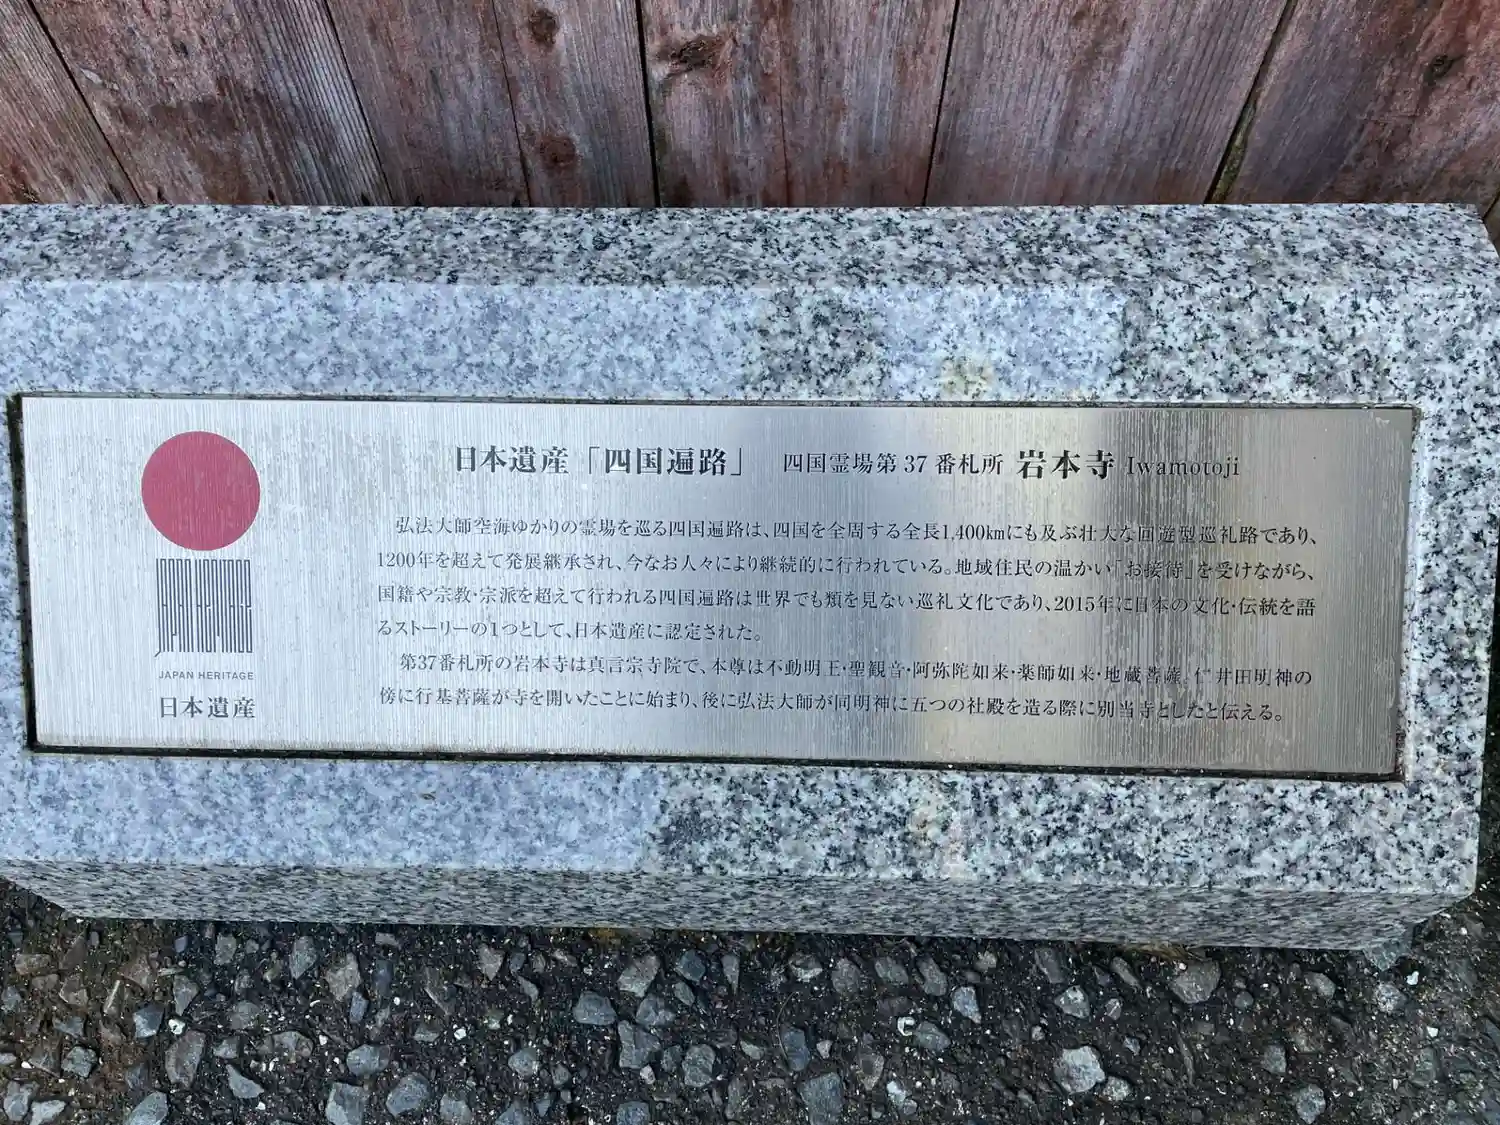 日本遺産「四国遍路」 四国霊場第37番札所 岩本寺 Iwamotoji
弘法大師空海ゆかりの霊場を巡る四国遍路は、四国を全周する全長1,400㎞にも及ぶ壮大な回遊型巡礼路であり、
1200年を超えて発展継承され、今なお人々により継続的に行われている。地域住民の温かい「お接待」を受けながら、
国籍や宗教・宗派を超えて行われる四国遍路は世界でも類を見ない巡礼文化であり、2015年に日本の文化・伝統を語
るストーリーの1つとして、日本遺産に認定された。
第37番札所の岩本寺は真言宗寺院で、本尊は不動明王・聖観音・阿弥陀如来・薬師如来・地蔵菩薩。仁井田明神の
傍に行基菩薩が寺を開いたことに始まり、後に弘法大師が同明神に五つの社殿を造る際に別当寺としたと伝える。
JAPAN HERITAGE
JAPAN HERITAGE
日本遺産